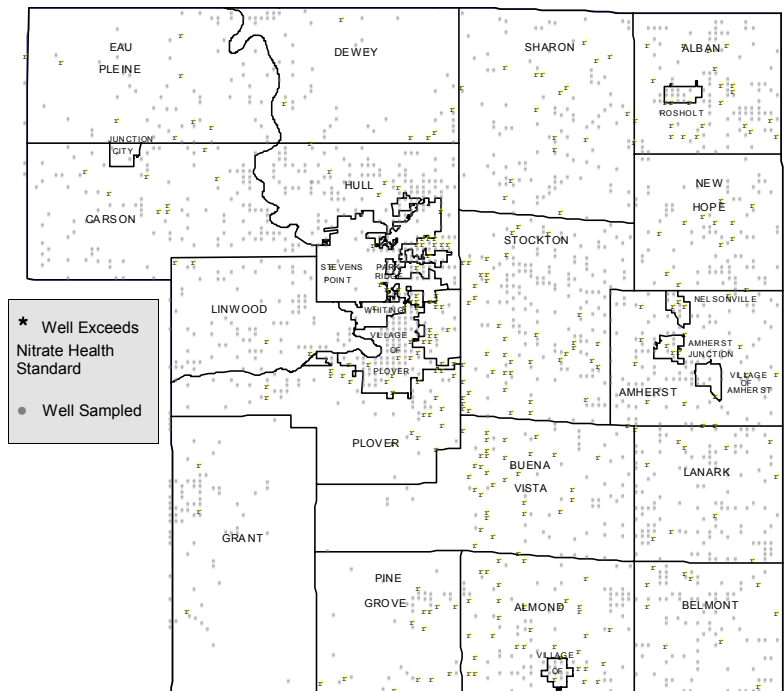 EAU
PLEINE
DEWEY
SHARON
ALBAN
ROSHOLT
JUNCTION
CITY
HULL
NEW
HOPE
CARSON
STOCKTON
STEVENS
POINT
PARK
RIDGE
LINWOOD
WHITING
VILLAGE
OF
PLOVER
NELSONVILLE
AMHERST
JUNCTION
AMHERST
VILLAGE
OF
AMHERST
* Well Exceeds
Nitrate Health
Standard
Well Sampled
PLOVER
BUENA
VISTA
LANARK
GRANT
PINE
GROVE
ALMOND
BELMONT
VILLAGE
OF